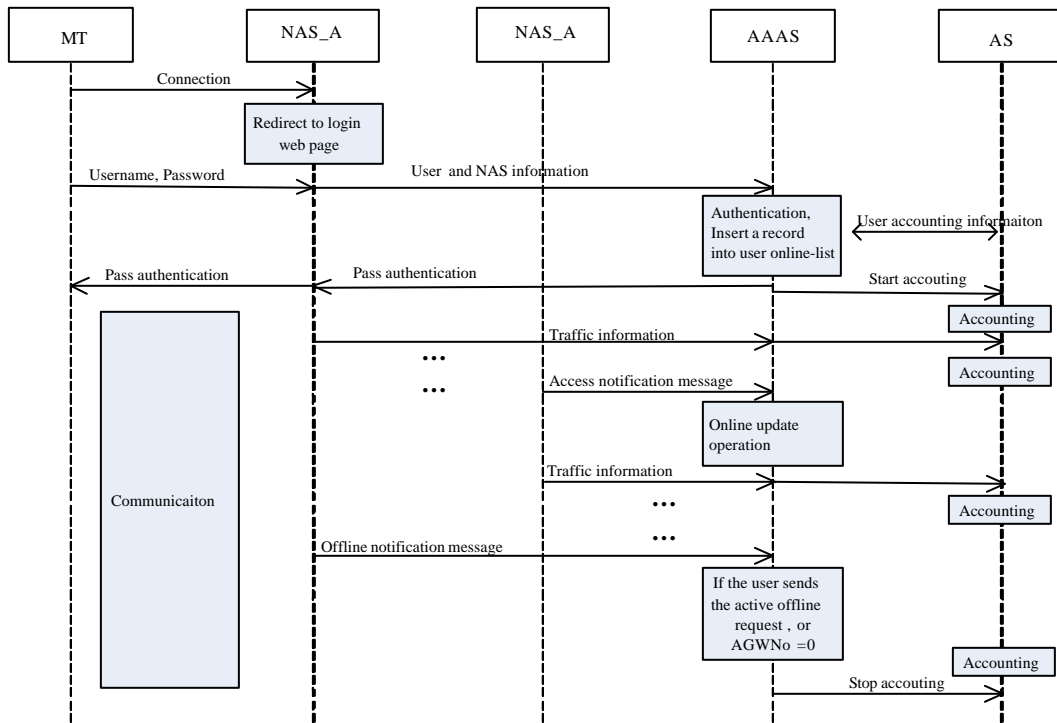 MT
NAS_A
NAS_A
AAAS
AS
Connection
Redirect to login
web page
Username, Password
User and NAS information
Authentication,
Insert a record
into user online-list
User accounting informaiton
Pass authentication
Pass authentication
Start accouting
Accounting
Traffic information
...
Accounting
...
Access notification message
Online update
operation
Traffic information
Communicaiton
...
Accounting
...
Offline notification message
If the user sends
the active offline
request , or
AGWNo =0
Accounting
Stop accouting